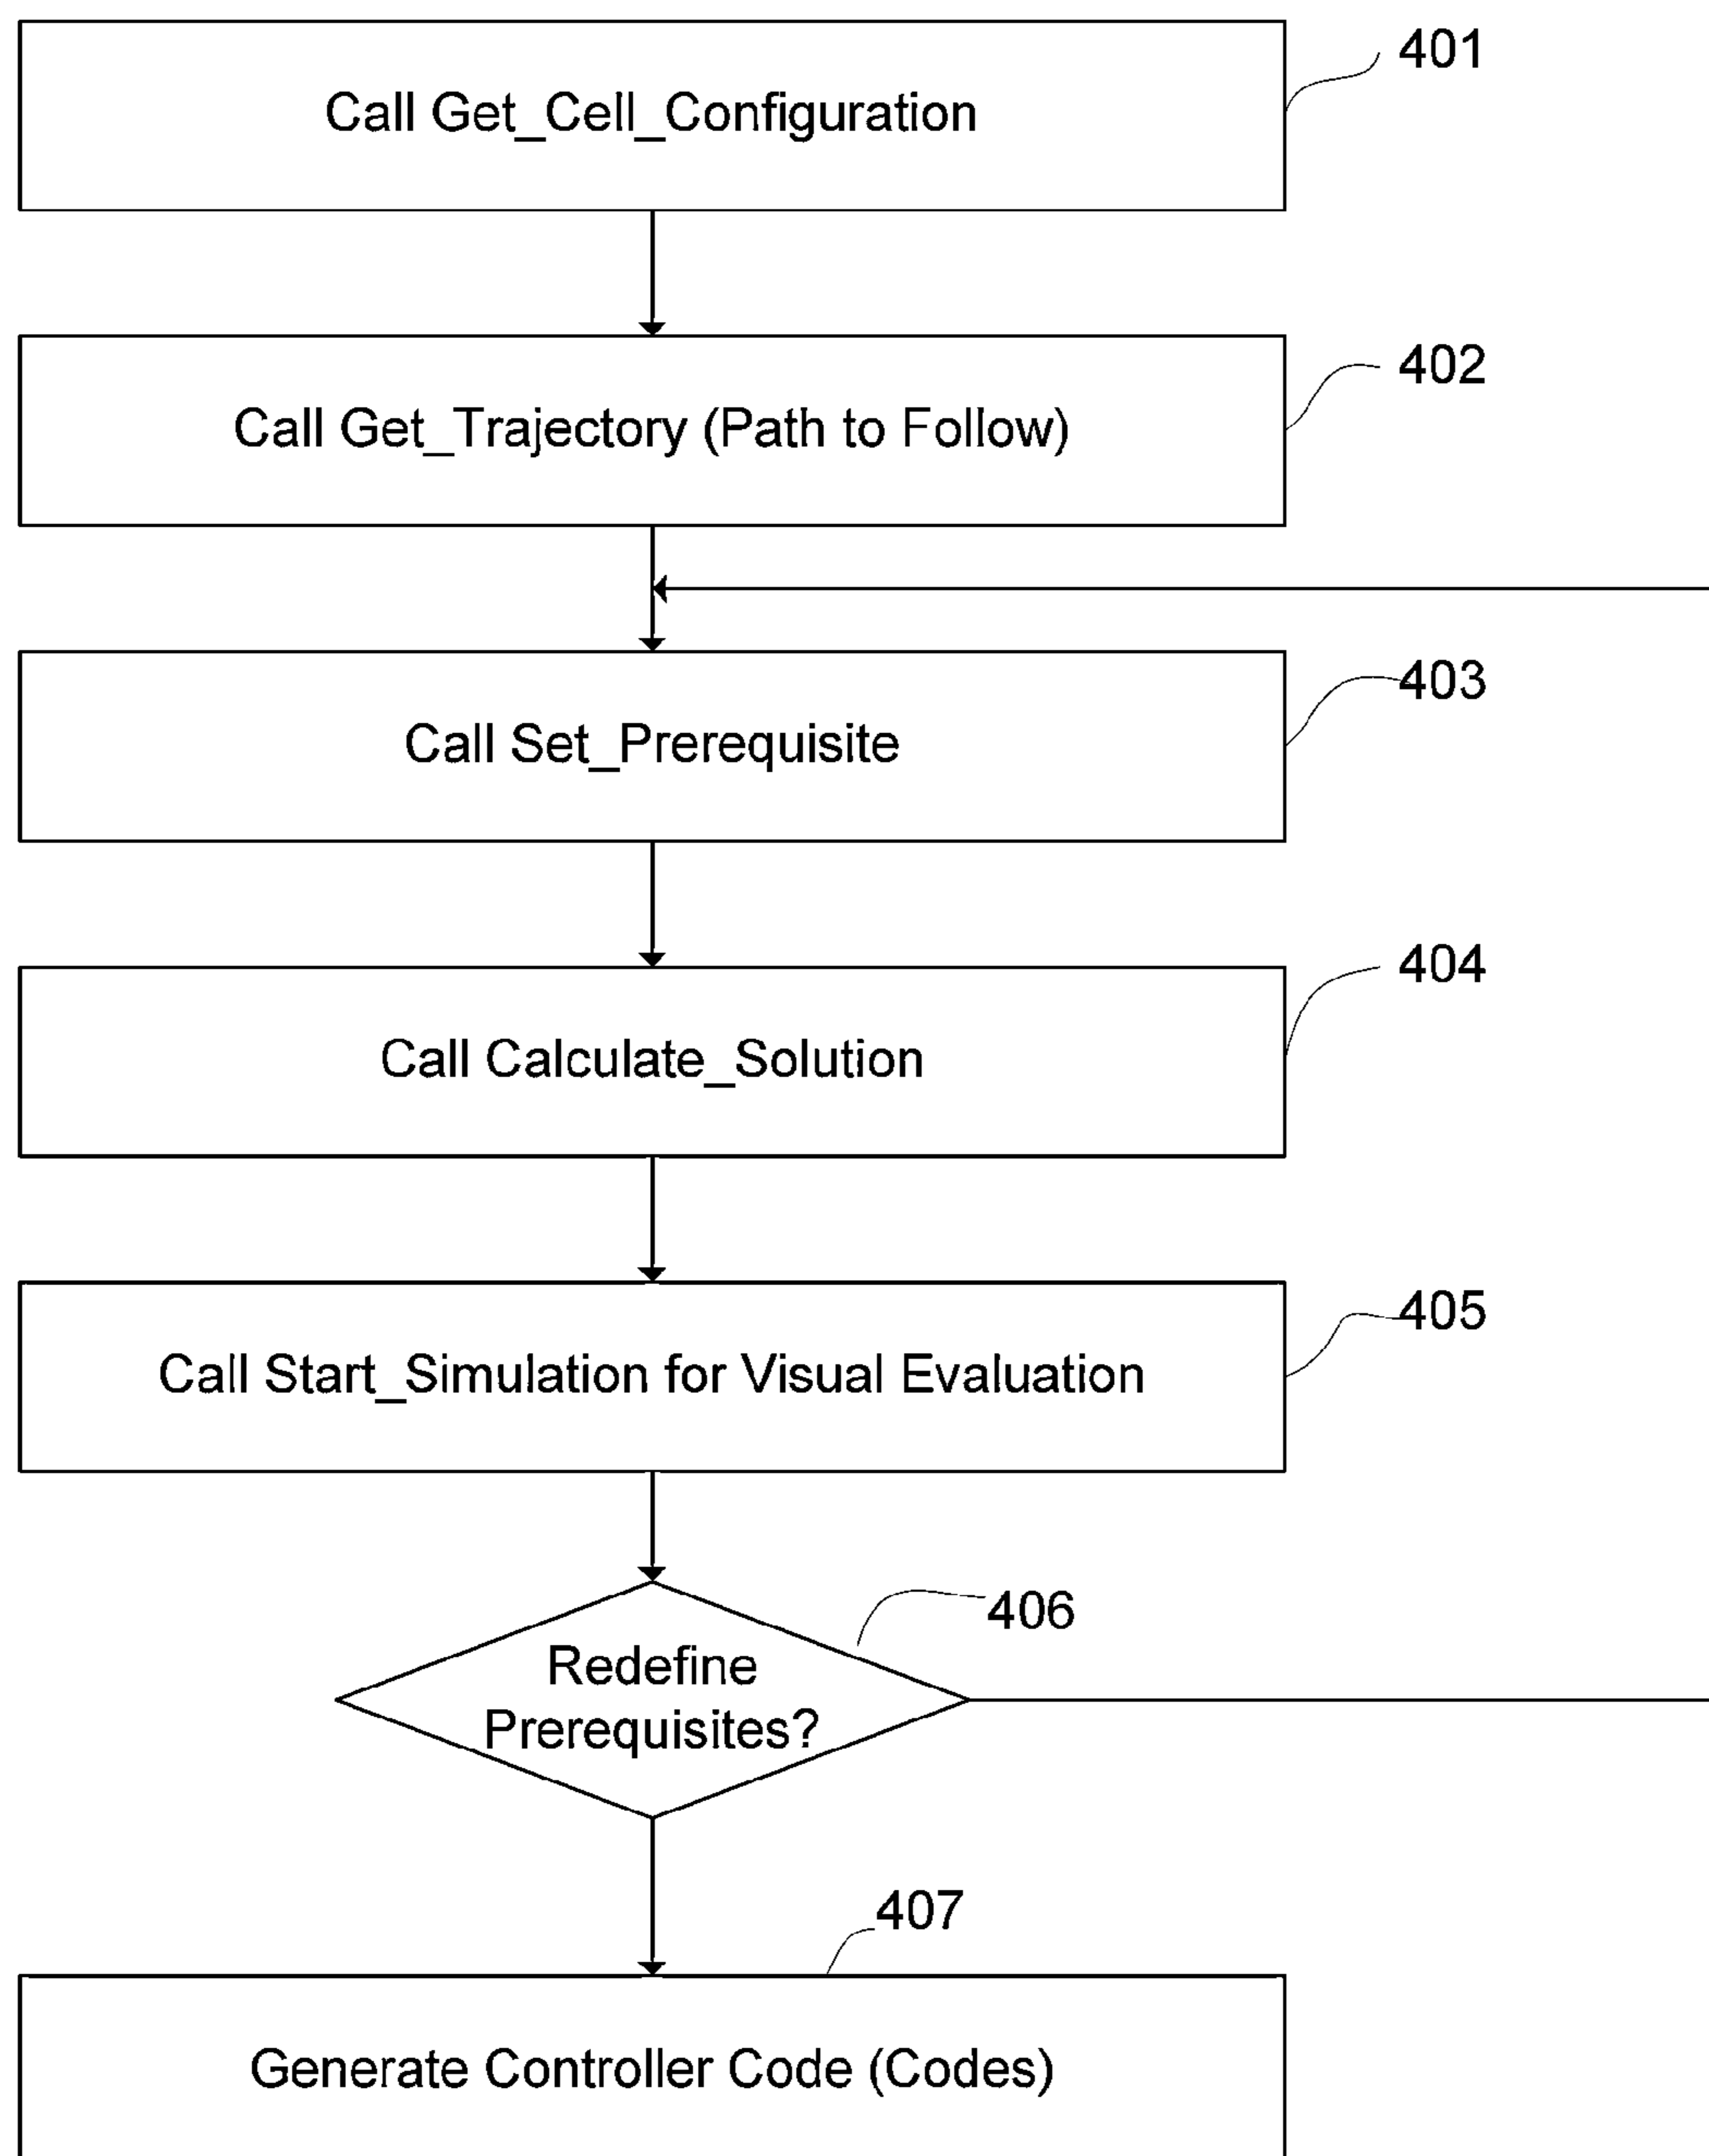 Call Get_Cell_Configuration
401
Call Get_Trajectory (Path to Follow)
402
Call Set_Prerequisite
403
Call Calculate_Solution
404
Call Start_Simulation for Visual Evaluation
405
Redefine
Prerequisites?
406
407
Generate Controller Code (Codes)